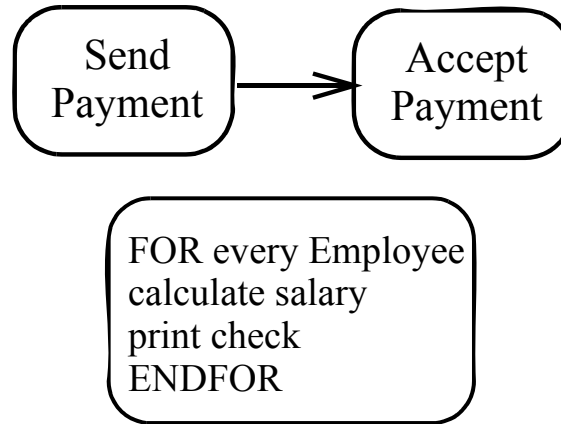 Send
Payment
Accept
Payment
FOR every Employee
calculate salary
print check
ENDFOR